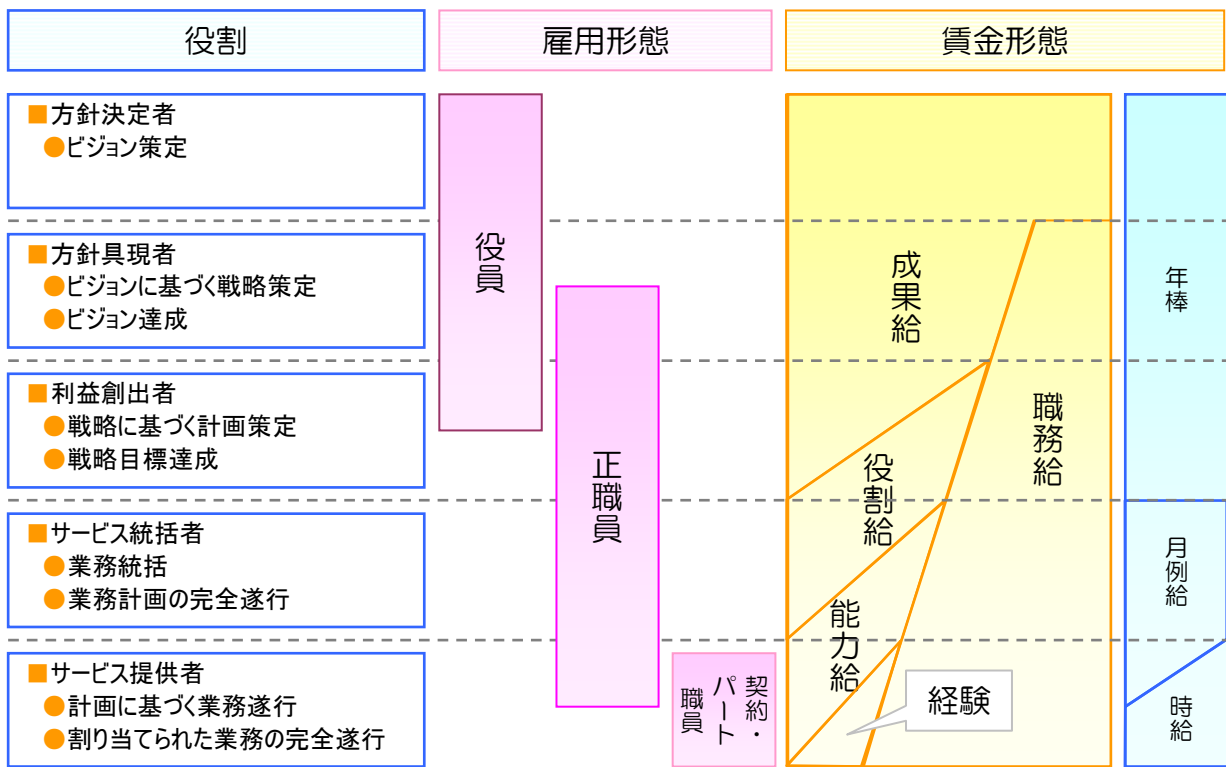 役割
雇用形態
賃金形態
■方針決定者
●ビジョン策定
■方針具現者
●ビジョンに基づく戦略策定
●ビジョン達成
■利益創出者
●戦略に基づく計画策定
●戦略目標達成
■サービス統括者
●業務統括
●業務計画の完全遂行
■サービス提供者
●計画に基づく業務遂行
●割り当てられた業務の完全遂行
役員
正職員
契約・
パート
職員
成果給
役割給
能力給
経験
職務給
年棒
月例給
時給